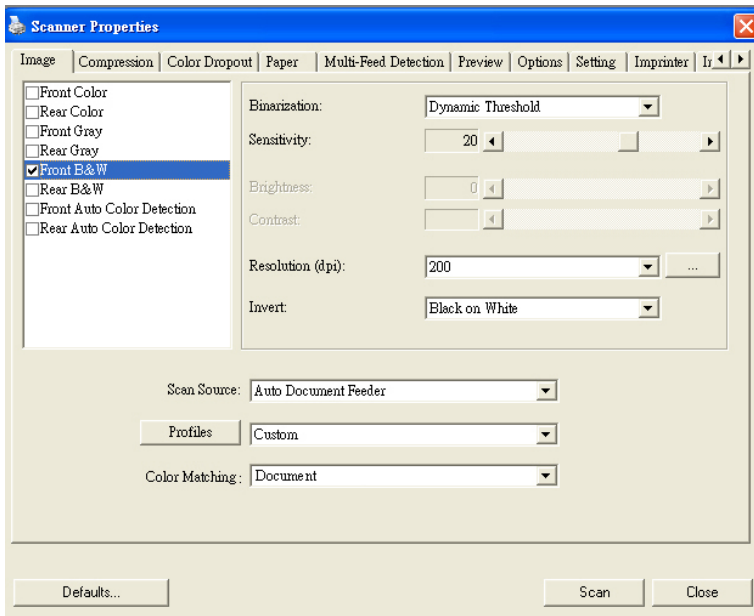 Scanner Properties
Image Compression Color Dropout Paper Multi-Feed Detection Preview Options Setting Imprinter
Front Color
Rear Color
Front Gray
Rear Gray
Front B&W
Rear B&W
Front Auto Color Detection
Rear Auto Color Detection
Binarization: Dynamic Threshold
Sensitivity: 20
Brightness: 0
Contrast:
Resolution (dpi): 200 ...
Invert: Black on White
Scan Source: Auto Document Feeder
Profiles Custom
Color Matching: Document
Defaults... Scan Close